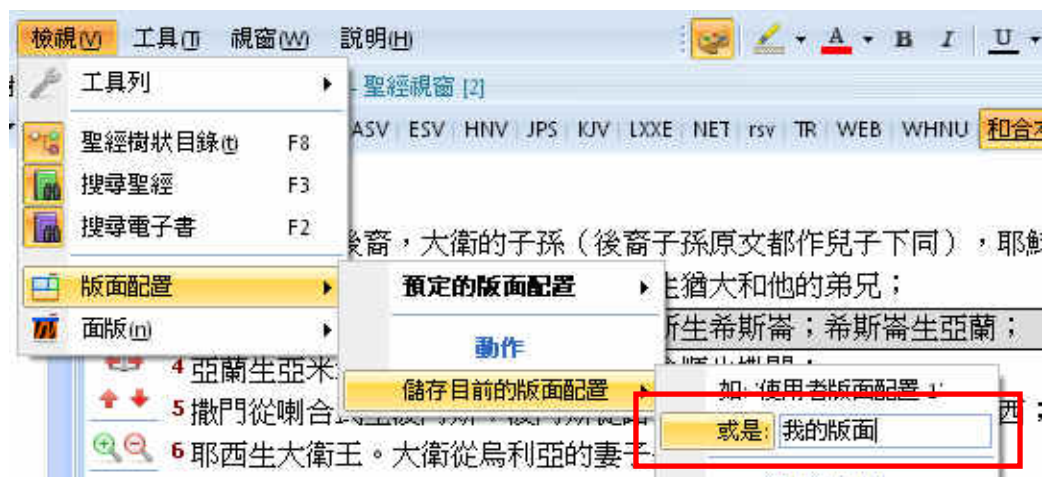 檢視(V) 工具(T) 視窗(W) 說明(H) A B I U
工具列 聖經視窗 [2]
ASV ESV HNV JPS KJV LXXE NET rsv TR WEB WHNU 和合本
聖經樹狀目錄(t) F8
搜尋聖經 F3
搜尋電子書 F2
後裔，大衛的子孫（後裔子孫原文都作兒子下同），耶穌
版面配置 預定的版面配置 生猶大和他的弟兄；
面版(n) 生希斯崙；希斯崙生亞蘭；
動作
4 亞蘭生亞米
儲存目前的版面配置 如: '使用者版面配置 1'
5 撒門從喇合 西；
或是: 我的版面
6 耶西生大衛王。大衛從烏利亞的妻子